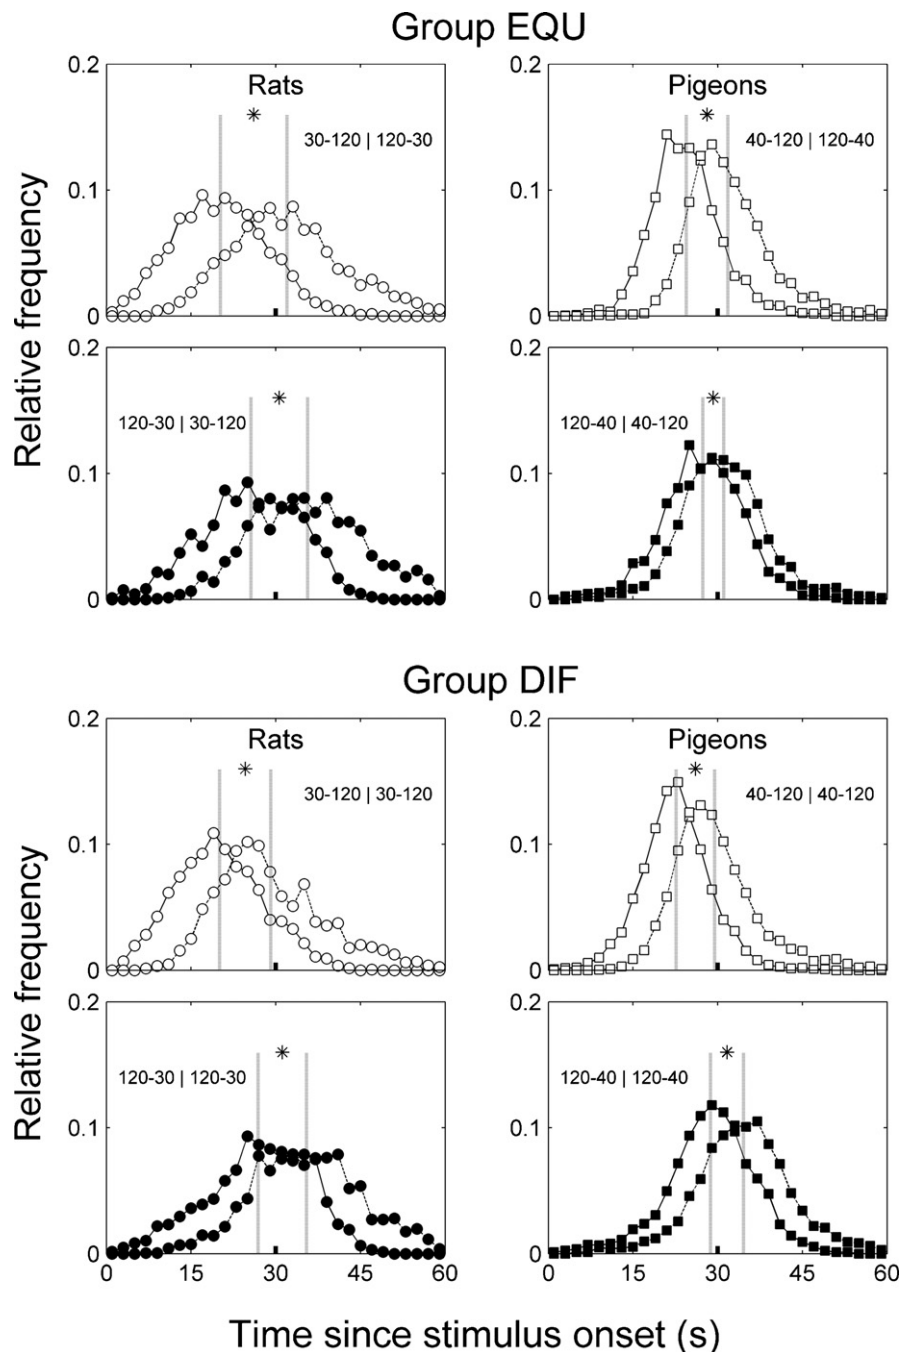 Group EQU
Rats
Pigeons
0.2
0.2
30-120 | 120-30
40-120 | 120-40
0.1
0.1
0
0
Relative frequency
0.2
0.2
120-30 | 30-120
120-40 | 40-120
0.1
0.1
0
0
Group DIF
Rats
Pigeons
0.2
0.2
30-120 | 30-120
40-120 | 40-120
0.1
0.1
0
0
Relative frequency
0.2
0.2
120-30 | 120-30
120-40 | 120-40
0.1
0.1
0
0
0 15 30 45 60
0 15 30 45 60
Time since stimulus onset (s)